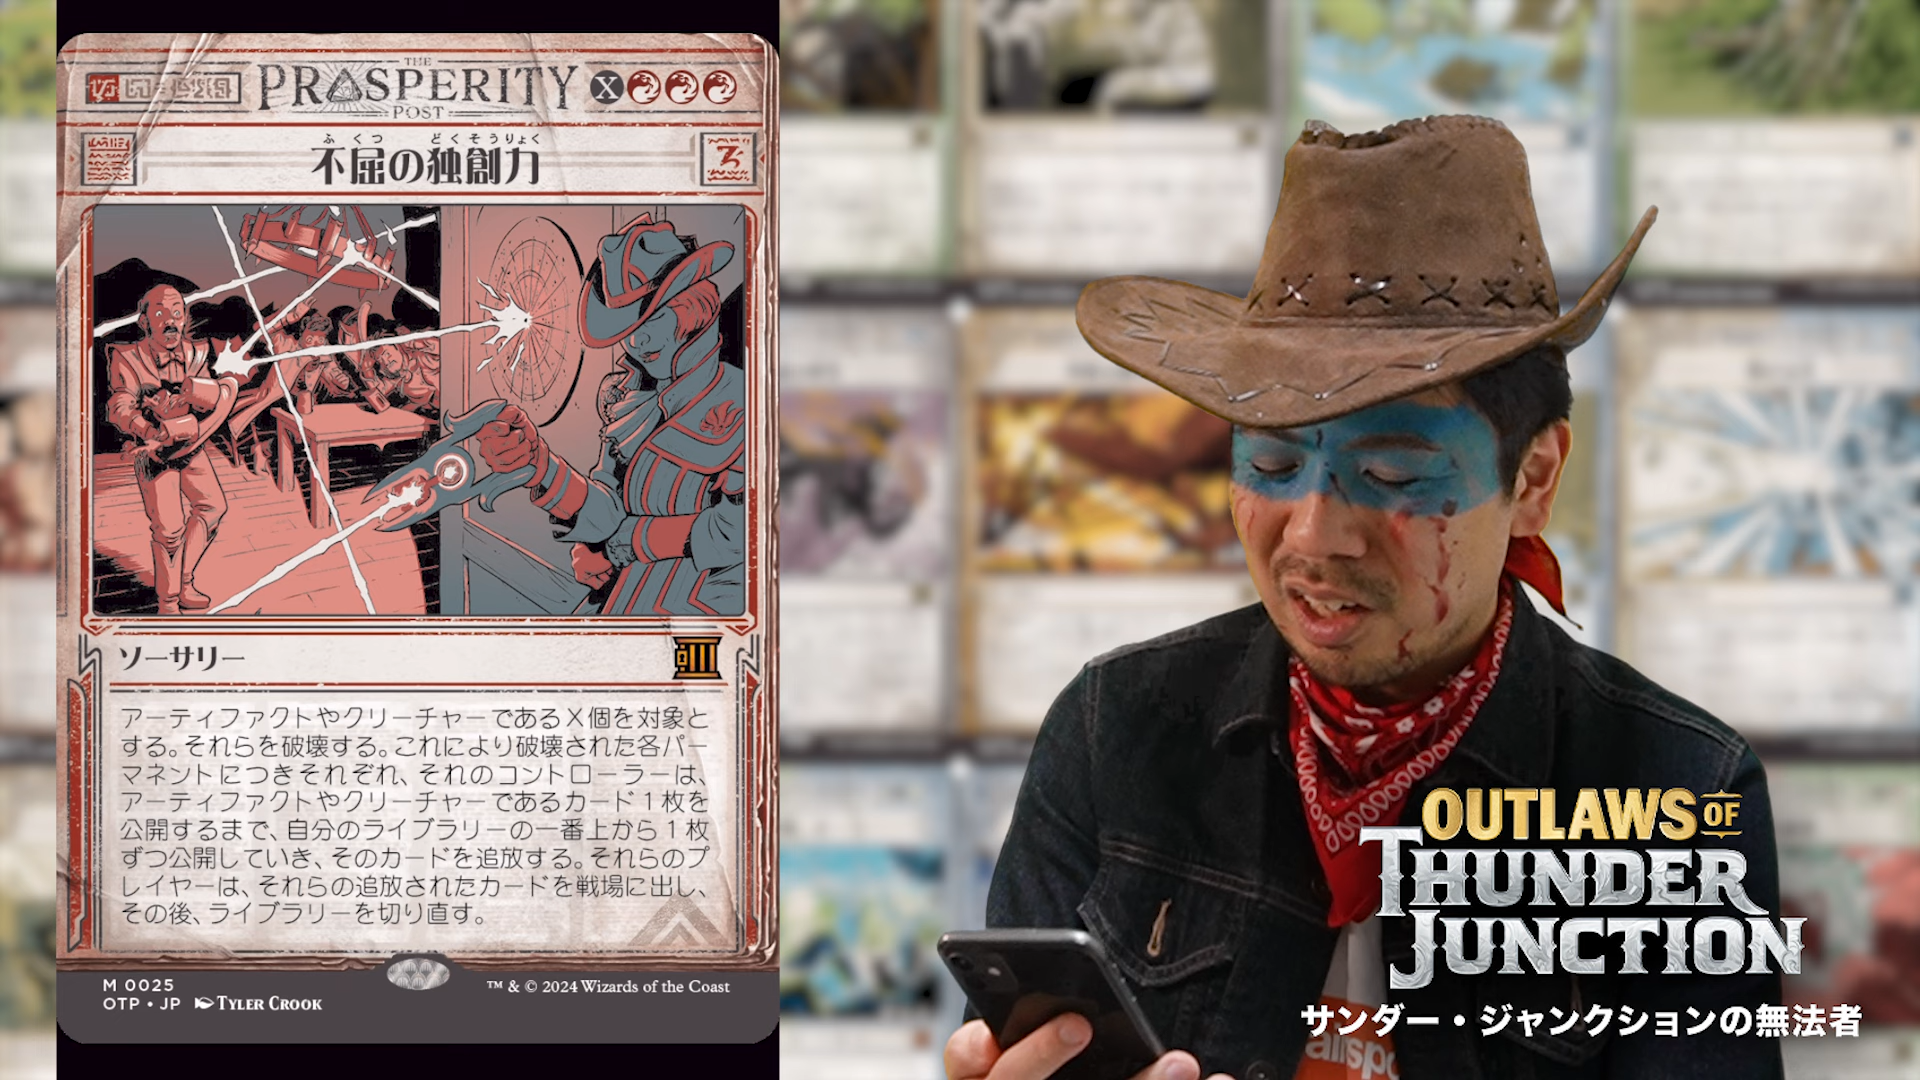 THE
PROSPERITY
POST
X
ふくつ どくそうりょく
不屈の独創力
ソーサリー
アーティファクトやクリーチャーであるX個を対象と
する。それらを破壊する。これにより破壊された各パー
マネントにつきそれぞれ、それのコントローラーは、
アーティファクトやクリーチャーであるカード1枚を
公開するまで、自分のライブラリーの一番上から1枚
ずつ公開していき、そのカードを追放する。それらのプ
レイヤーは、それらの追放されたカードを戦場に出し、
その後、ライブラリーを切り直す。
M 0025
OTP • JP TYLER CROOK
™ & © 2024 Wizards of the Coast
OUTLAWS OF
THUNDER
JUNCTION
サンダー・ジャンクションの無法者